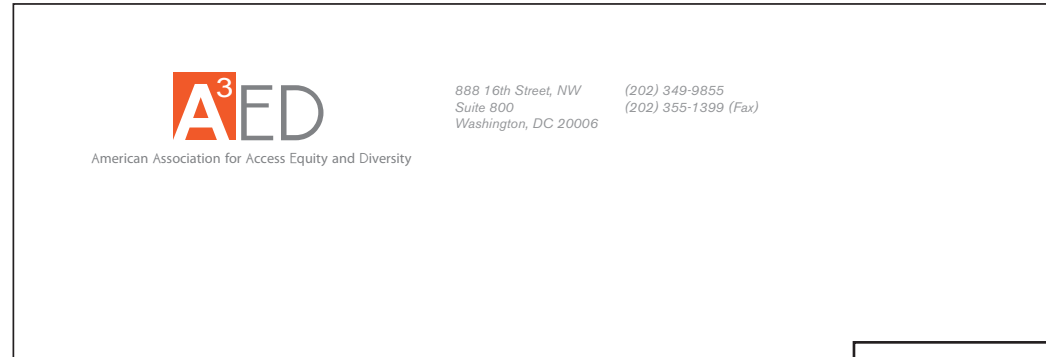 A³ED
American Association for Access Equity and Diversity
888 16th Street, NW
Suite 800
Washington, DC 20006
(202) 349-9855
(202) 355-1399 (Fax)